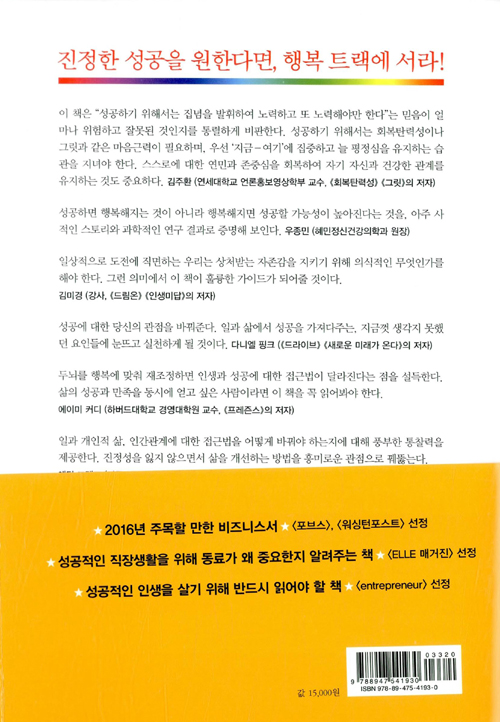 진정한 성공을 원한다면, 행복 트랙에 서라!
이 책은 “성공하기 위해서는 집념을 발휘하여 노력하고 또 노력해야만 한다”는 믿음이 얼
마나 위험하고 잘못된 것인지를 통렬하게 비판한다. 성공하기 위해서는 회복탄력성이나
그릿과 같은 마음근력이 필요하며, 우선 ‘지금–여기’에 집중하고 늘 평정심을 유지하는 습
관을 지녀야 한다. 스스로에 대한 연민과 존중심을 회복하여 자기 자신과 건강한 관계를
유지하는 것도 중요하다. 김주환 (연세대학교 언론홍보영상학부 교수, 《회복탄력성》 《그릿》의 저자)
성공하면 행복해지는 것이 아니라 행복해지면 성공할 가능성이 높아진다는 것을, 아주 사
적인 스토리와 과학적인 연구 결과로 증명해 보인다. 우종민 (혜민정신건강의학과 원장)
일상적으로 도전에 직면하는 우리는 상처받는 자존감을 지키기 위해 의식적인 무엇인가를
해야 한다. 그런 의미에서 이 책이 훌륭한 가이드가 되어줄 것이다.
김미경 (강사, 《드림온》 《인생미답》의 저자)
성공에 대한 당신의 관점을 바꿔준다. 일과 삶에서 성공을 가져다주는, 지금껏 생각지 못했
던 요인들에 눈뜨고 실천하게 될 것이다. 다니엘 핑크 (《드라이브》 《새로운 미래가 온다》의 저자)
두뇌를 행복에 맞춰 재조정하면 인생과 성공에 대한 접근법이 달라진다는 점을 설득한다.
삶의 성공과 만족을 동시에 얻고 싶은 사람이라면 이 책을 꼭 읽어봐야 한다.
에이미 커디 (하버드대학교 경영대학원 교수, 《프레즌스》의 저자)
일과 개인적 삶, 인간관계에 대한 접근법을 어떻게 바꿔야 하는지에 대해 풍부한 통찰력을
제공한다. 진정성을 잃지 않으면서 삶을 개선하는 방법을 흥미로운 관점으로 꿰뚫는다.
★ 2016년 주목할 만한 비즈니스서 ★ 〈포브스〉, 〈워싱턴포스트〉 선정
★ 성공적인 직장생활을 위해 동료가 왜 중요한지 알려주는 책 ★ 〈ELLE 매거진〉 선정
★ 성공적인 인생을 살기 위해 반드시 읽어야 할 책 ★ 〈entrepreneur〉 선정
03320
9 788947 541930
ISBN 978-89-475-4193-0
값 15,000원